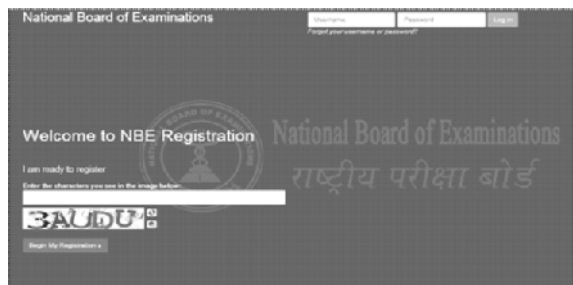 National Board of Examinations
Username Password Log in
Forgot your username or password?
Welcome to NBE Registration
National Board of Examinations
राष्ट्रीय परीक्षा बोर्ड
I am ready to register
Enter the characters you see in the image below:
3AUDU
Begin My Registration »